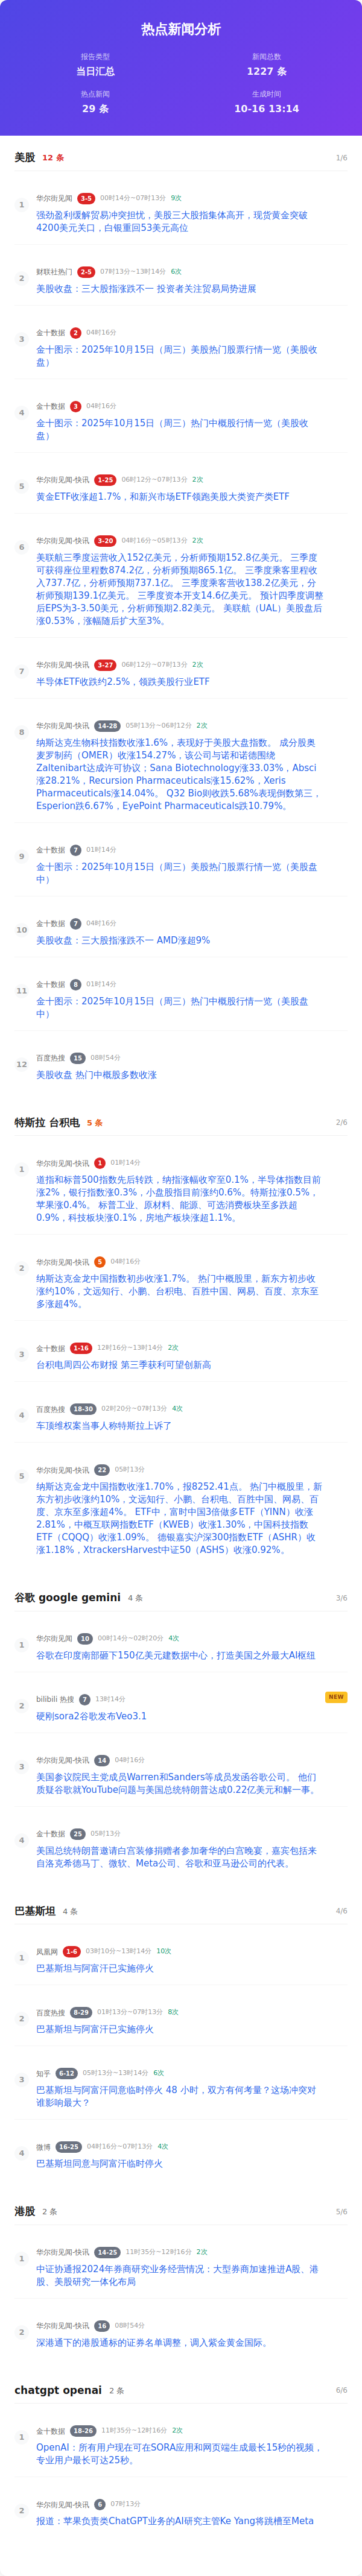 热点新闻分析
报告类型
当日汇总
新闻总数
1227 条
热点新闻
29 条
生成时间
10-16 13:14
美股 12 条 1/6
1
华尔街见闻 3-5 00时14分~07时13分 9次
强劲盈利缓解贸易冲突担忧，美股三大股指集体高开，现货黄金突破
4200美元关口，白银重回53美元高位
2
财联社热门 2-5 07时13分~13时14分 6次
美股收盘：三大股指涨跌不一 投资者关注贸易局势进展
3
金十数据 2 04时16分
金十图示：2025年10月15日（周三）美股热门股票行情一览（美股收
盘）
4
金十数据 3 04时16分
金十图示：2025年10月15日（周三）热门中概股行情一览（美股收
盘）
5
华尔街见闻-快讯 1-25 06时12分~07时13分 2次
黄金ETF收涨超1.7%，和新兴市场ETF领跑美股大类资产类ETF
6
华尔街见闻-快讯 3-20 04时16分~05时13分 2次
美联航三季度运营收入152亿美元，分析师预期152.8亿美元。 三季度
可获得座位里程数874.2亿，分析师预期865.1亿。 三季度乘客里程收
入737.7亿，分析师预期737.1亿。 三季度乘客营收138.2亿美元，分
析师预期139.1亿美元。 三季度资本开支14.6亿美元。 预计四季度调整
后EPS为3-3.50美元，分析师预期2.82美元。 美联航（UAL）美股盘后
涨0.53%，涨幅随后扩大至3%。
7
华尔街见闻-快讯 3-27 06时12分~07时13分 2次
半导体ETF收跌约2.5%，领跌美股行业ETF
8
华尔街见闻-快讯 14-28 05时13分~06时12分 2次
纳斯达克生物科技指数收涨1.6%，表现好于美股大盘指数。 成分股奥
麦罗制药（OMER）收涨154.27%，该公司与诺和诺德围绕
Zaltenibart达成许可协议；Sana Biotechnology涨33.03%，Absci
涨28.21%，Recursion Pharmaceuticals涨15.62%，Xeris
Pharmaceuticals涨14.04%。 Q32 Bio则收跌5.68%表现倒数第三，
Esperion跌6.67%，EyePoint Pharmaceuticals跌10.79%。
9
金十数据 7 01时14分
金十图示：2025年10月15日（周三）美股热门股票行情一览（美股盘
中）
10
金十数据 7 04时16分
美股收盘：三大股指涨跌不一 AMD涨超9%
11
金十数据 8 01时14分
金十图示：2025年10月15日（周三）热门中概股行情一览（美股盘
中）
12
百度热搜 15 08时54分
美股收盘 热门中概股多数收涨
特斯拉 台积电 5 条 2/6
1
华尔街见闻-快讯 1 01时14分
道指和标普500指数先后转跌，纳指涨幅收窄至0.1%，半导体指数目前
涨2%，银行指数涨0.3%，小盘股指目前涨约0.6%。特斯拉涨0.5%，
苹果涨0.4%。 标普工业、原材料、能源、可选消费板块至多跌超
0.9%，科技板块涨0.1%，房地产板块涨超1.1%。
2
华尔街见闻-快讯 5 04时16分
纳斯达克金龙中国指数初步收涨1.7%。 热门中概股里，新东方初步收
涨约10%，文远知行、小鹏、台积电、百胜中国、网易、百度、京东至
多涨超4%。
3
金十数据 1-16 12时16分~13时14分 2次
台积电周四公布财报 第三季获利可望创新高
4
百度热搜 18-30 02时20分~07时13分 4次
车顶维权案当事人称特斯拉上诉了
5
华尔街见闻-快讯 22 05时13分
纳斯达克金龙中国指数收涨1.70%，报8252.41点。 热门中概股里，新
东方初步收涨约10%，文远知行、小鹏、台积电、百胜中国、网易、百
度、京东至多涨超4%。 ETF中，富时中国3倍做多ETF（YINN）收涨
2.81%，中概互联网指数ETF（KWEB）收涨1.30%，中国科技指数
ETF（CQQQ）收涨1.09%。 德银嘉实沪深300指数ETF（ASHR）收
涨1.18%，XtrackersHarvest中证50（ASHS）收涨0.92%。
谷歌 google gemini 4 条 3/6
1
华尔街见闻 10 00时14分~02时20分 4次
谷歌在印度南部砸下150亿美元建数据中心，打造美国之外最大AI枢纽
2
bilibili 热搜 7 13时14分 NEW
硬刚sora2谷歌发布Veo3.1
3
华尔街见闻-快讯 14 04时16分
美国参议院民主党成员Warren和Sanders等成员发函谷歌公司。 他们
质疑谷歌就YouTube问题与美国总统特朗普达成0.22亿美元和解一事。
4
金十数据 25 05时13分
美国总统特朗普邀请白宫装修捐赠者参加奢华的白宫晚宴，嘉宾包括来
自洛克希德马丁、微软、Meta公司、谷歌和亚马逊公司的代表。
巴基斯坦 4 条 4/6
1
凤凰网 1-6 03时10分~13时14分 10次
巴基斯坦与阿富汗已实施停火
2
百度热搜 8-29 01时13分~07时13分 8次
巴基斯坦与阿富汗已实施停火
3
知乎 6-12 05时13分~13时14分 6次
巴基斯坦与阿富汗同意临时停火 48 小时，双方有何考量？这场冲突对
谁影响最大？
4
微博 16-25 04时16分~07时13分 4次
巴基斯坦同意与阿富汗临时停火
港股 2 条 5/6
1
华尔街见闻-快讯 14-25 11时35分~12时16分 2次
中证协通报2024年券商研究业务经营情况：大型券商加速推进A股、港
股、美股研究一体化布局
2
华尔街见闻-快讯 16 08时54分
深港通下的港股通标的证券名单调整，调入紫金黄金国际。
chatgpt openai 2 条 6/6
1
金十数据 18-26 11时35分~12时16分 2次
OpenAI：所有用户现在可在SORA应用和网页端生成最长15秒的视频，
专业用户最长可达25秒。
2
华尔街见闻-快讯 6 07时13分
报道：苹果负责类ChatGPT业务的AI研究主管Ke Yang将跳槽至Meta